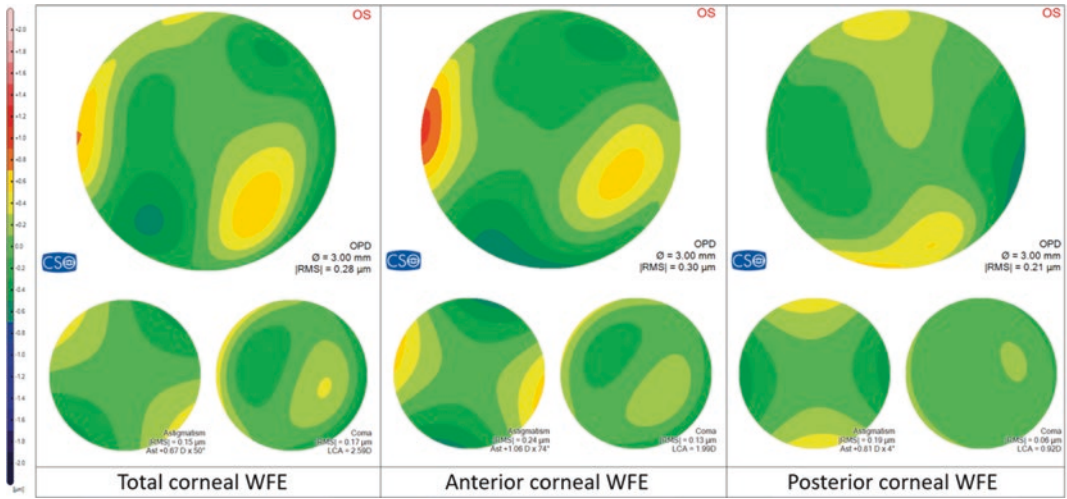 +2.0
+1.8
+1.6
+1.4
+1.2
+1.0
+0.8
+0.6
+0.4
+0.2
0.0
-0.2
-0.4
-0.6
-0.8
-1.0
-1.2
-1.4
-1.6
-1.8
-2.0
[µm]
OS
CSO
OPD
Ø = 3.00 mm
|RMS| = 0.28 µm
Astigmatism
|RMS| = 0.15 µm
Ast +0.67 D x 50°
Coma
|RMS| = 0.17 µm
LCA = 2.59D
Total corneal WFE
OS
CSO
OPD
Ø = 3.00 mm
|RMS| = 0.30 µm
Astigmatism
|RMS| = 0.24 µm
Ast +1.06 D x 74°
Coma
|RMS| = 0.13 µm
LCA = 1.99D
Anterior corneal WFE
OS
CSO
OPD
Ø = 3.00 mm
|RMS| = 0.21 µm
Astigmatism
|RMS| = 0.19 µm
Ast +0.81 D x 4°
Coma
|RMS| = 0.06 µm
LCA = 0.92D
Posterior corneal WFE